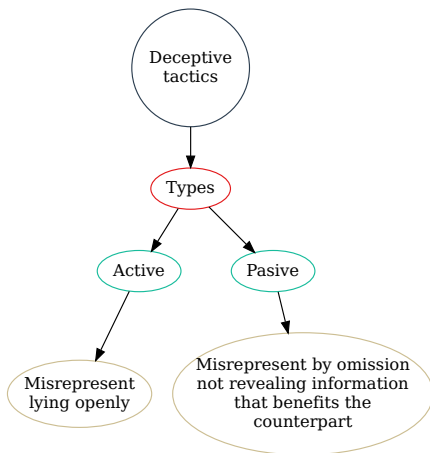 Deceptive
tactics
Types
Active
Pasive
Misrepresent
lying openly
Misrepresent by omission
not revealing information
that benefits the
counterpart